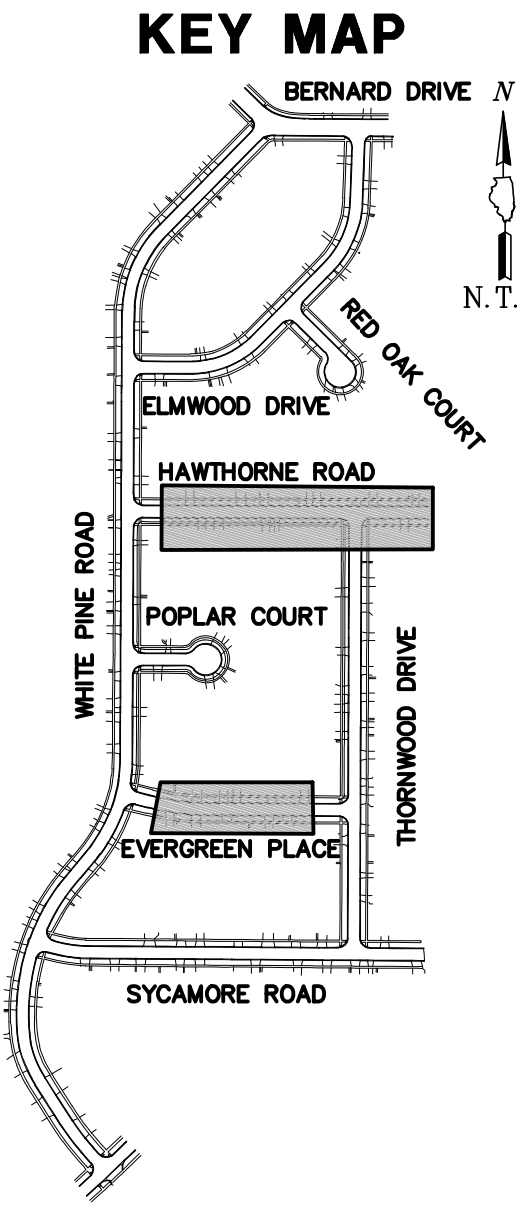 KEY MAP
BERNARD DRIVE
N
N.T.
RED OAK COURT
ELMWOOD DRIVE
HAWTHORNE ROAD
WHITE PINE ROAD
POPLAR COURT
THORNWOOD DRIVE
EVERGREEN PLACE
SYCAMORE ROAD